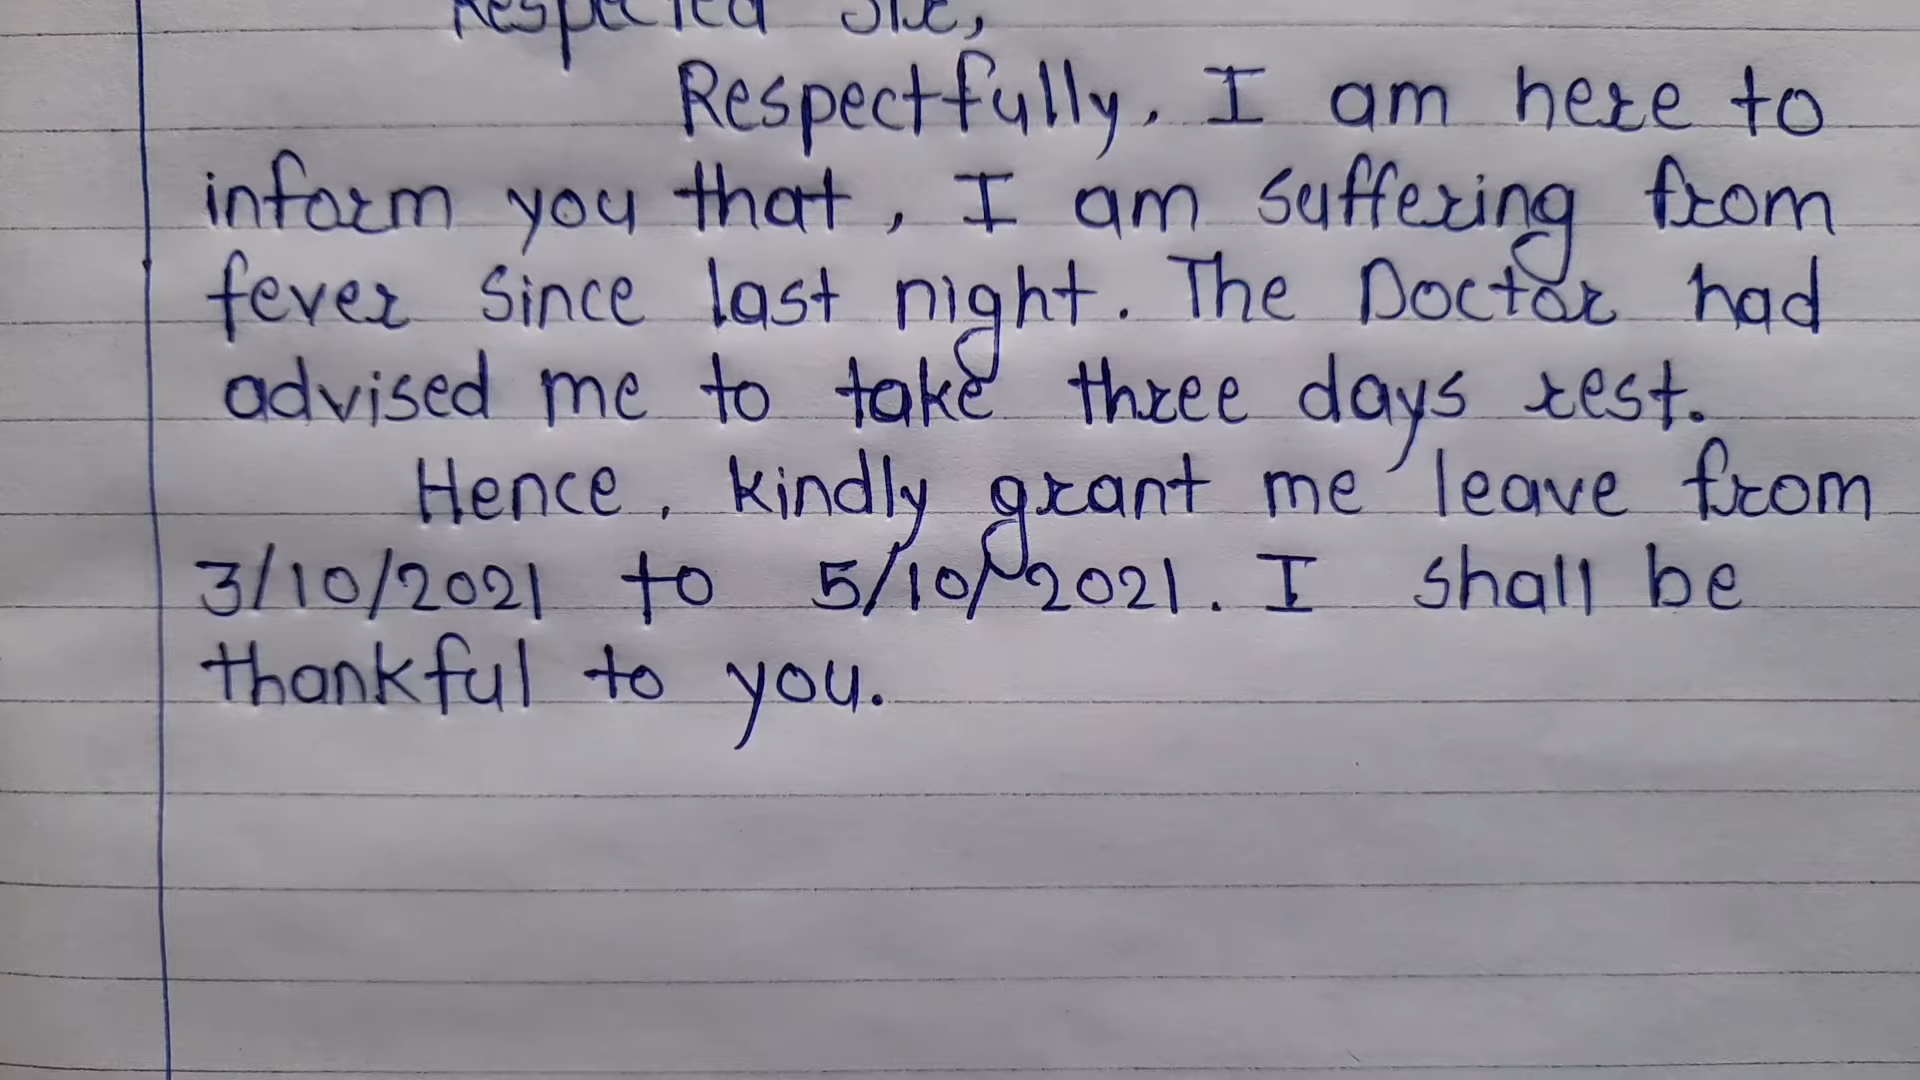 Respected Sir,
Respectfully, I am here to
inform you that, I am suffering from
fever since last night. The Doctor had
advised me to take three days rest.
Hence, kindly grant me leave from
3/10/2021 to 5/10/2021. I shall be
thankful to you.